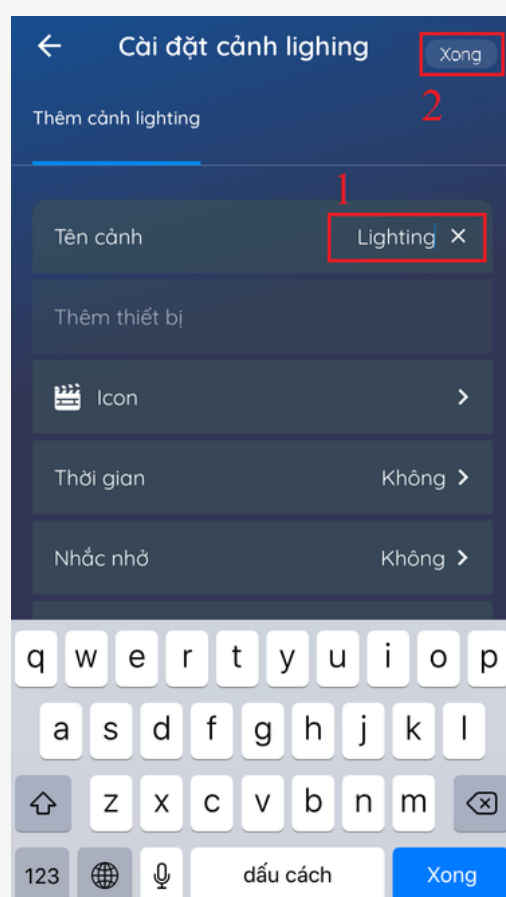 Cài đặt cảnh lighing
Xong
2
Thêm cảnh lighting
1
Tên cảnh Lighting
Thêm thiết bị
Icon
Thời gian Không
Nhắc nhở Không
q w e r t y u i o p
a s d f g h j k l
z x c v b n m
123 dấu cách Xong